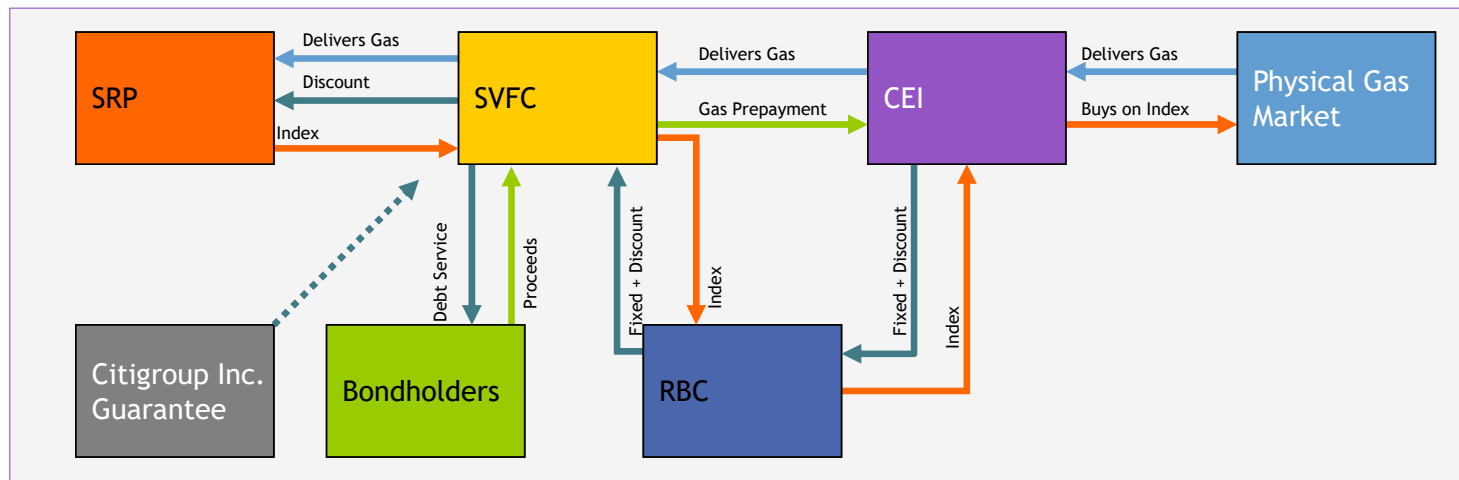 Delivers Gas
Delivers Gas
Delivers Gas
SRP
Discount
SVFC
CEI
Physical Gas
Market
Gas Prepayment
Buys on Index
Index
Debt Service
Proceeds
Fixed + Discount
Index
Fixed + Discount
Index
Citigroup Inc.
Guarantee
Bondholders
RBC